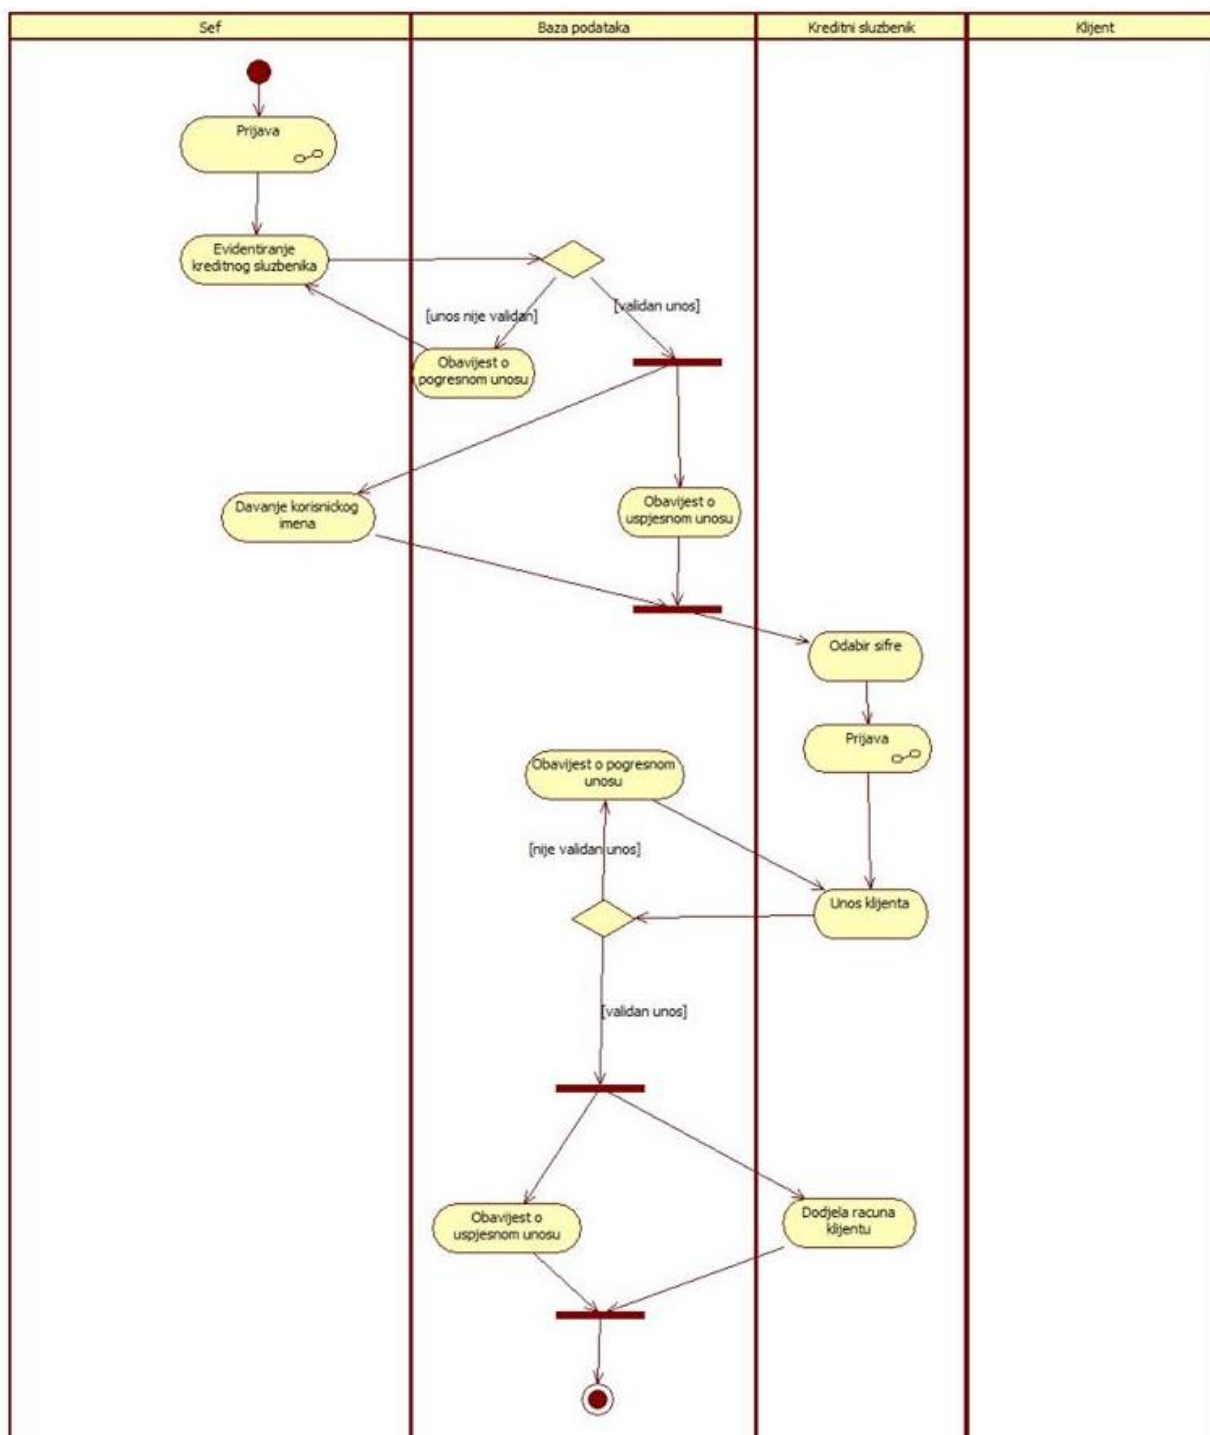 Sef
Baza podataka
Kreditni sluzbenik
Klijent
Prijava
Evidentiranje
kreditnog sluzbenika
[unos nije validan]
[validan unos]
Obavijest o
pogresnom unosu
Davanje korisnickog
imena
Obavijest o
uspjesnom unosu
Odabir sifre
Prijava
Obavijest o pogresnom
unosu
[nije validan unos]
Unos klijenta
[validan unos]
Obavijest o
uspjesnom unosu
Dodjela racuna
klijentu